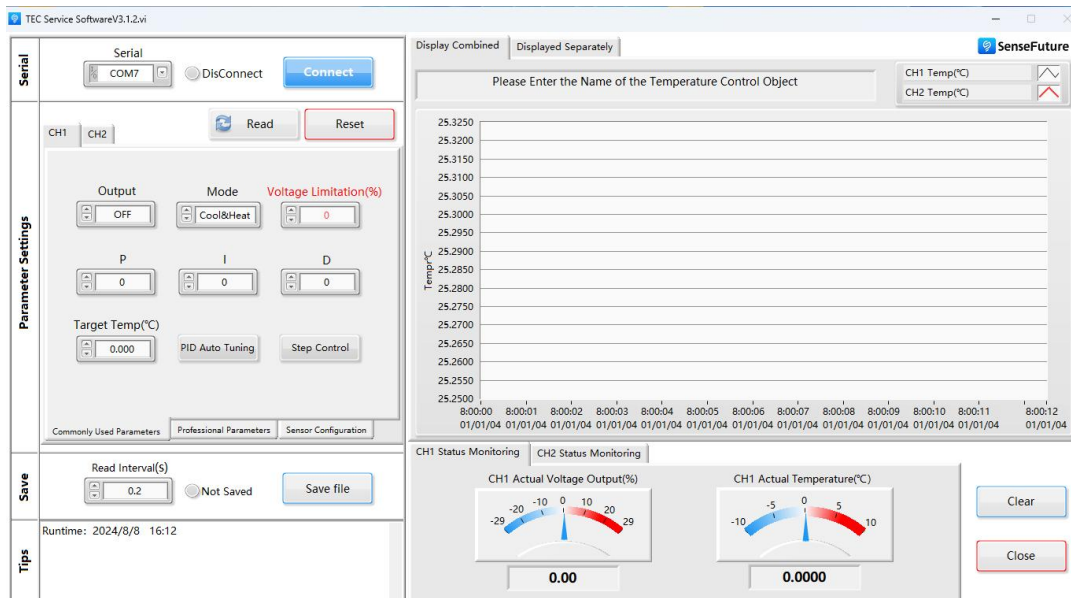 TEC Service SoftwareV3.1.2.vi
Serial
Serial
COM7
DisConnect
Connect
Parameter Settings
CH1
CH2
Read
Reset
Output
Mode
Voltage Limitation(%)
OFF
Cool&Heat
0
P
I
D
0
0
0
Target Temp(℃)
0.000
PID Auto Tuning
Step Control
Commonly Used Parameters
Professional Parameters
Sensor Configuration
Save
Read Interval(S)
0.2
Not Saved
Save file
Tips
Runtime: 2024/8/8 16:12
Display Combined
Displayed Separately
SenseFuture
Please Enter the Name of the Temperature Control Object
CH1 Temp(℃)
CH2 Temp(℃)
Tempr℃
25.3250
25.3200
25.3150
25.3100
25.3050
25.3000
25.2950
25.2900
25.2850
25.2800
25.2750
25.2700
25.2650
25.2600
25.2550
25.2500
8:00:00 8:00:01 8:00:02 8:00:03 8:00:04 8:00:05 8:00:06 8:00:07 8:00:08 8:00:09 8:00:10 8:00:11 8:00:12
01/01/04 01/01/04 01/01/04 01/01/04 01/01/04 01/01/04 01/01/04 01/01/04 01/01/04 01/01/04 01/01/04 01/01/04 01/01/04
CH1 Status Monitoring
CH2 Status Monitoring
CH1 Actual Voltage Output(%)
-29 -20 -10 0 10 20 29
0.00
CH1 Actual Temperature(℃)
-10 -5 0 5 10
0.0000
Clear
Close